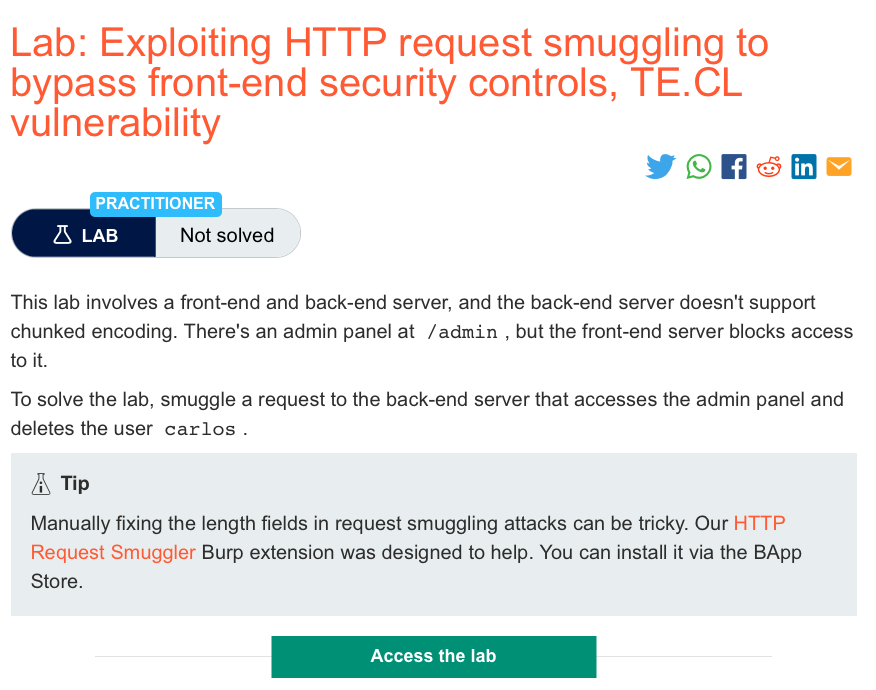 Lab: Exploiting HTTP request smuggling to
bypass front-end security controls, TE.CL
vulnerability
PRACTITIONER
LAB
Not solved
This lab involves a front-end and back-end server, and the back-end server doesn't support
chunked encoding. There's an admin panel at /admin , but the front-end server blocks access
to it.
To solve the lab, smuggle a request to the back-end server that accesses the admin panel and
deletes the user carlos .
Tip
Manually fixing the length fields in request smuggling attacks can be tricky. Our HTTP
Request Smuggler Burp extension was designed to help. You can install it via the BApp
Store.
Access the lab